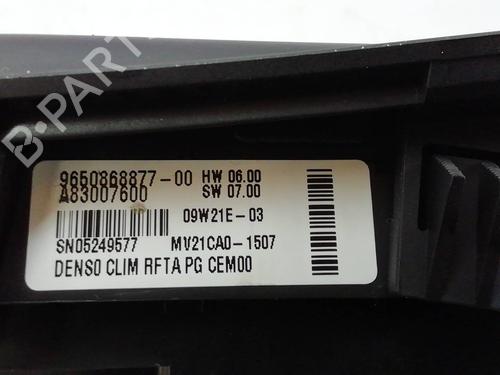 B-PARTS
9650868877-00 HW 06.00
A83007600 SW 07.00
09W21E-03
SN05249577 MV21CA0-1507
DENSO CLIM RFTA PG CEM00